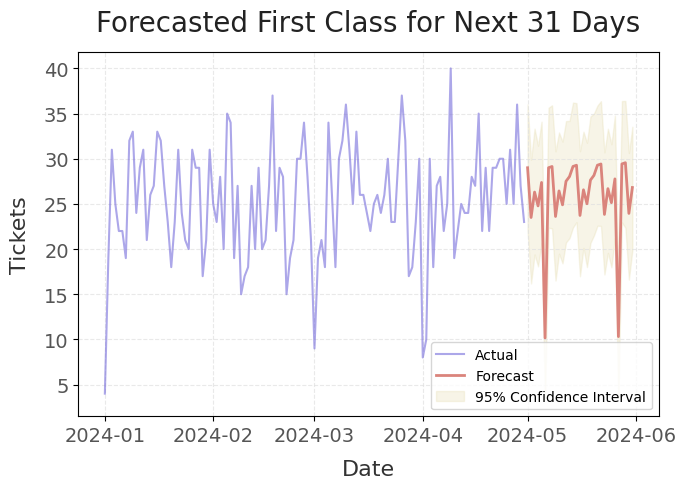 Forecasted First Class for Next 31 Days
Tickets
40
35
30
25
20
15
10
5
Actual
Forecast
95% Confidence Interval
2024-01
2024-02
2024-03
2024-04
2024-05
2024-06
Date